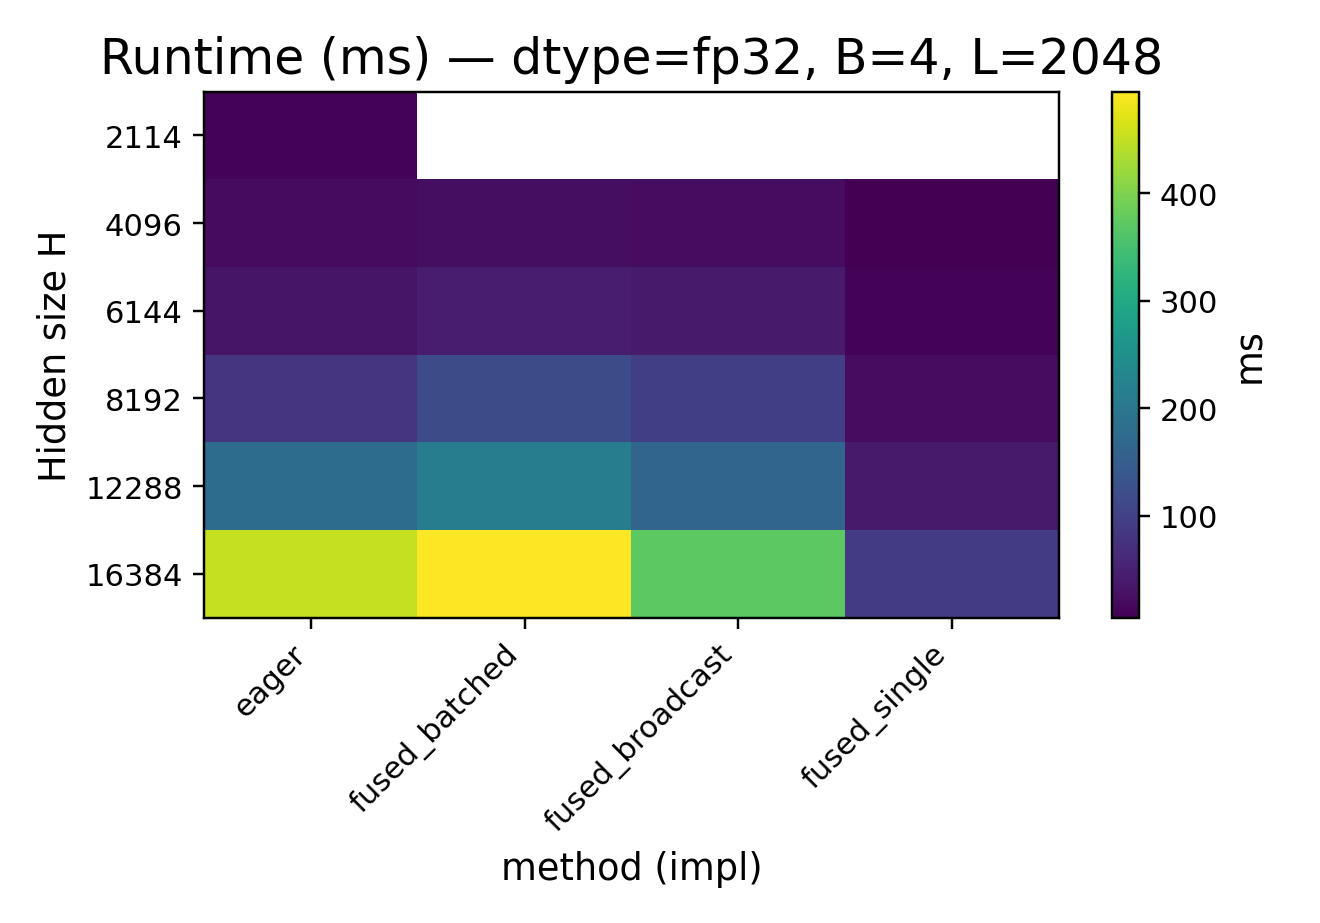 Runtime (ms) — dtype=fp32, B=4, L=2048
Hidden size H
2114
4096
6144
8192
12288
16384
eager
fused_batched
fused_broadcast
fused_single
method (impl)
400
300
200
100
ms